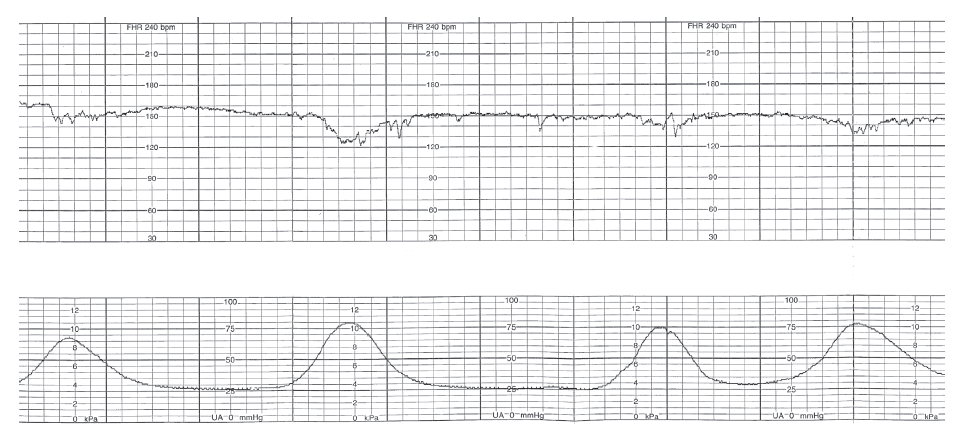 FHR 240 bpm FHR 240 bpm FHR 240 bpm
210 210 210
180 180 180
150 150 150
120 120 120
90 90 90
60 60 60
30 30 30
100 100 100
12 12 12 12
75 10 75 10 75 10 10
8 8 8 8
50 6 50 6 50 6 6
4 4 4 4
25 25 25
2 2 2 2
UA 0 mmHg UA 0 mmHg UA 0 mmHg
0 kPa 0 kPa 0 kPa 0 kPa